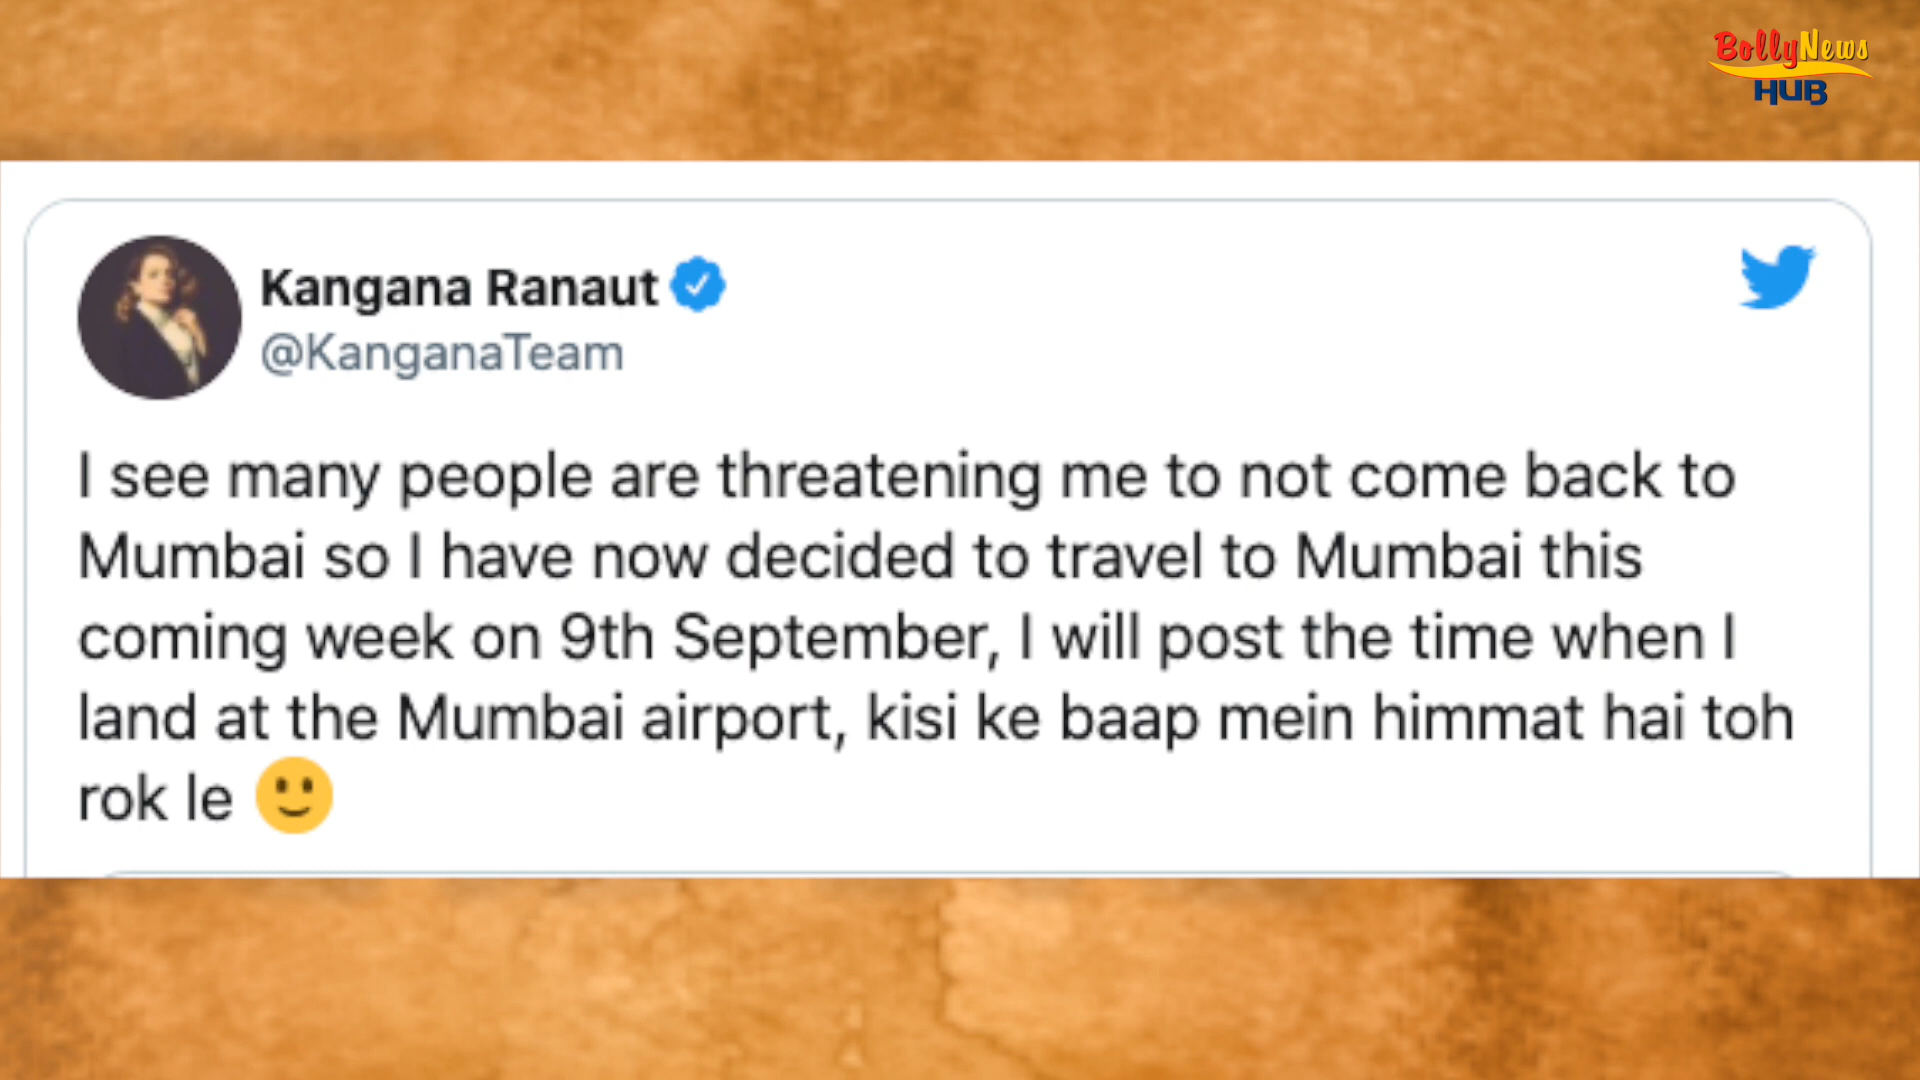 BollyNews
HUB
Kangana Ranaut
@KanganaTeam
I see many people are threatening me to not come back to
Mumbai so I have now decided to travel to Mumbai this
coming week on 9th September, I will post the time when I
land at the Mumbai airport, kisi ke baap mein himmat hai toh
rok le 🙂